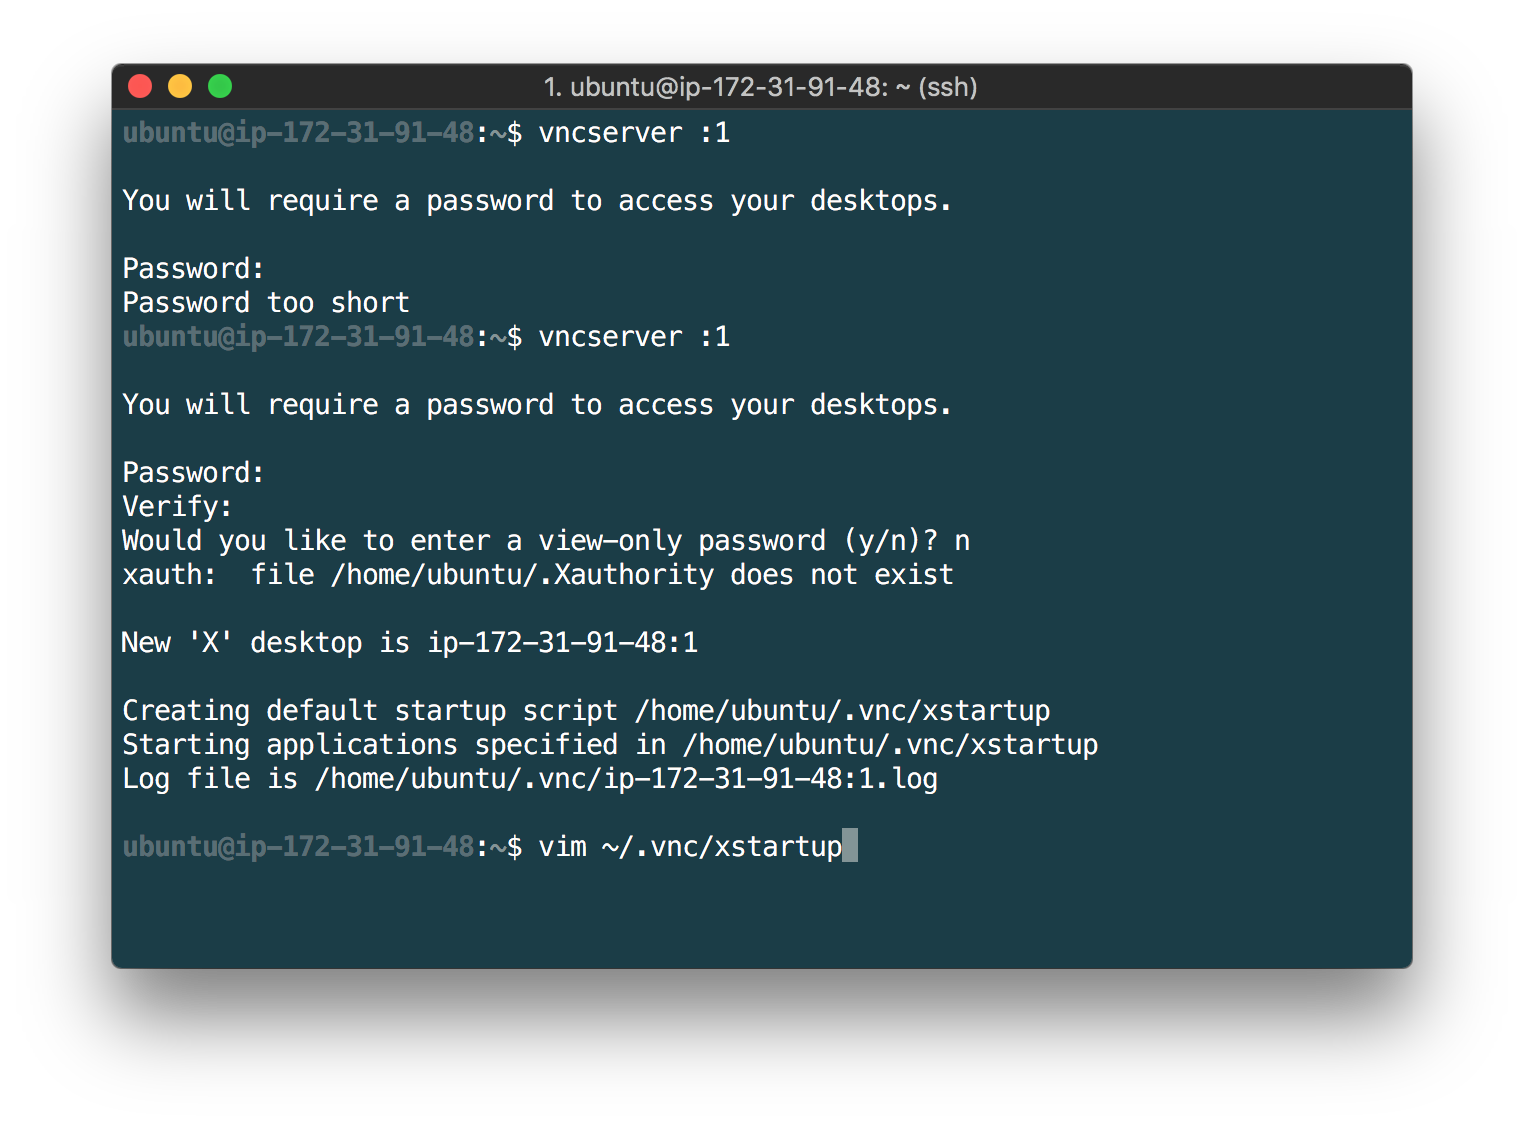 1. ubuntu@ip-172-31-91-48: ~ (ssh)
ubuntu@ip-172-31-91-48:~$ vncserver :1
You will require a password to access your desktops.
Password:
Password too short
ubuntu@ip-172-31-91-48:~$ vncserver :1
You will require a password to access your desktops.
Password:
Verify:
Would you like to enter a view-only password (y/n)? n
xauth:  file /home/ubuntu/.Xauthority does not exist
New 'X' desktop is ip-172-31-91-48:1
Creating default startup script /home/ubuntu/.vnc/xstartup
Starting applications specified in /home/ubuntu/.vnc/xstartup
Log file is /home/ubuntu/.vnc/ip-172-31-91-48:1.log
ubuntu@ip-172-31-91-48:~$ vim ~/.vnc/xstartup